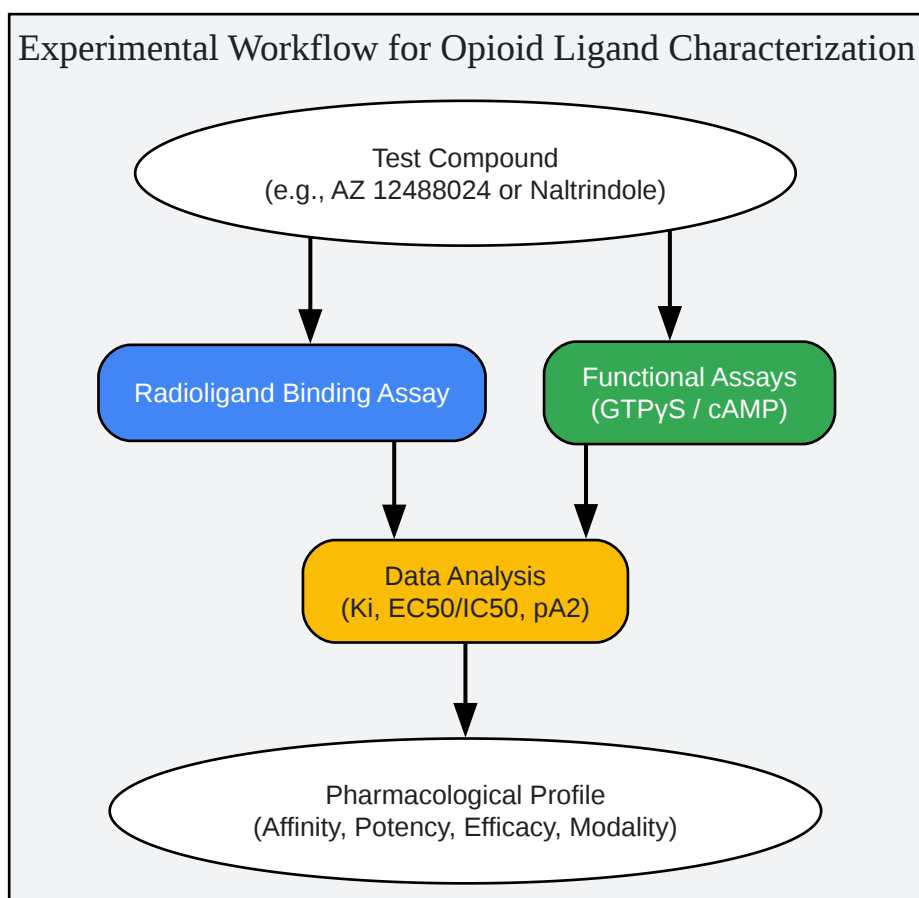 Experimental Workflow for Opioid Ligand Characterization
Test Compound
(e.g., AZ 12488024 or Naltrindole)
Radioligand Binding Assay
Functional Assays
(GTPγS / cAMP)
Data Analysis
(Ki, EC50/IC50, pA2)
Pharmacological Profile
(Affinity, Potency, Efficacy, Modality)